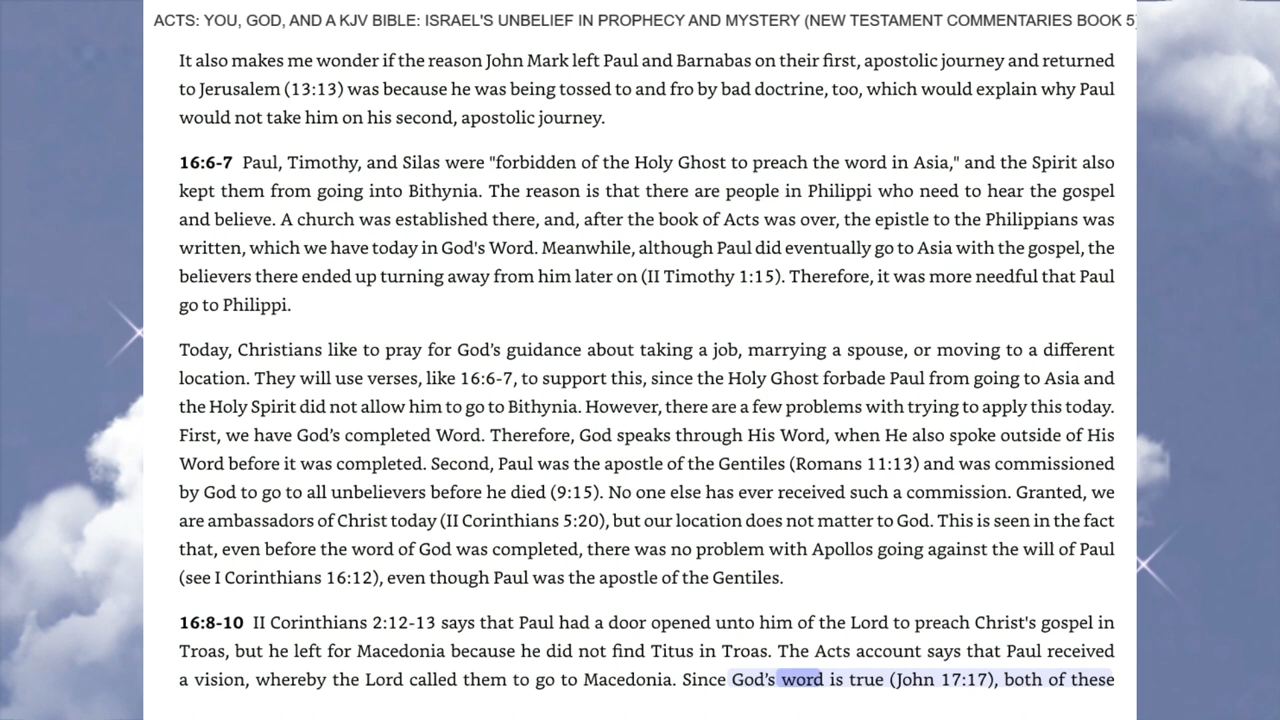 ACTS: YOU, GOD, AND A KJV BIBLE: ISRAEL'S UNBELIEF IN PROPHECY AND MYSTERY (NEW TESTAMENT COMMENTARIES BOOK 5)
It also makes me wonder if the reason John Mark left Paul and Barnabas on their first, apostolic journey and returned
to Jerusalem (13:13) was because he was being tossed to and fro by bad doctrine, too, which would explain why Paul
would not take him on his second, apostolic journey.
16:6-7 Paul, Timothy, and Silas were "forbidden of the Holy Ghost to preach the word in Asia," and the Spirit also
kept them from going into Bithynia. The reason is that there are people in Philippi who need to hear the gospel
and believe. A church was established there, and, after the book of Acts was over, the epistle to the Philippians was
written, which we have today in God's Word. Meanwhile, although Paul did eventually go to Asia with the gospel, the
believers there ended up turning away from him later on (II Timothy 1:15). Therefore, it was more needful that Paul
go to Philippi.
Today, Christians like to pray for God’s guidance about taking a job, marrying a spouse, or moving to a different
location. They will use verses, like 16:6-7, to support this, since the Holy Ghost forbade Paul from going to Asia and
the Holy Spirit did not allow him to go to Bithynia. However, there are a few problems with trying to apply this today.
First, we have God’s completed Word. Therefore, God speaks through His Word, when He also spoke outside of His
Word before it was completed. Second, Paul was the apostle of the Gentiles (Romans 11:13) and was commissioned
by God to go to all unbelievers before he died (9:15). No one else has ever received such a commission. Granted, we
are ambassadors of Christ today (II Corinthians 5:20), but our location does not matter to God. This is seen in the fact
that, even before the word of God was completed, there was no problem with Apollos going against the will of Paul
(see I Corinthians 16:12), even though Paul was the apostle of the Gentiles.
16:8-10 II Corinthians 2:12-13 says that Paul had a door opened unto him of the Lord to preach Christ's gospel in
Troas, but he left for Macedonia because he did not find Titus in Troas. The Acts account says that Paul received
a vision, whereby the Lord called them to go to Macedonia. Since God’s word is true (John 17:17), both of these